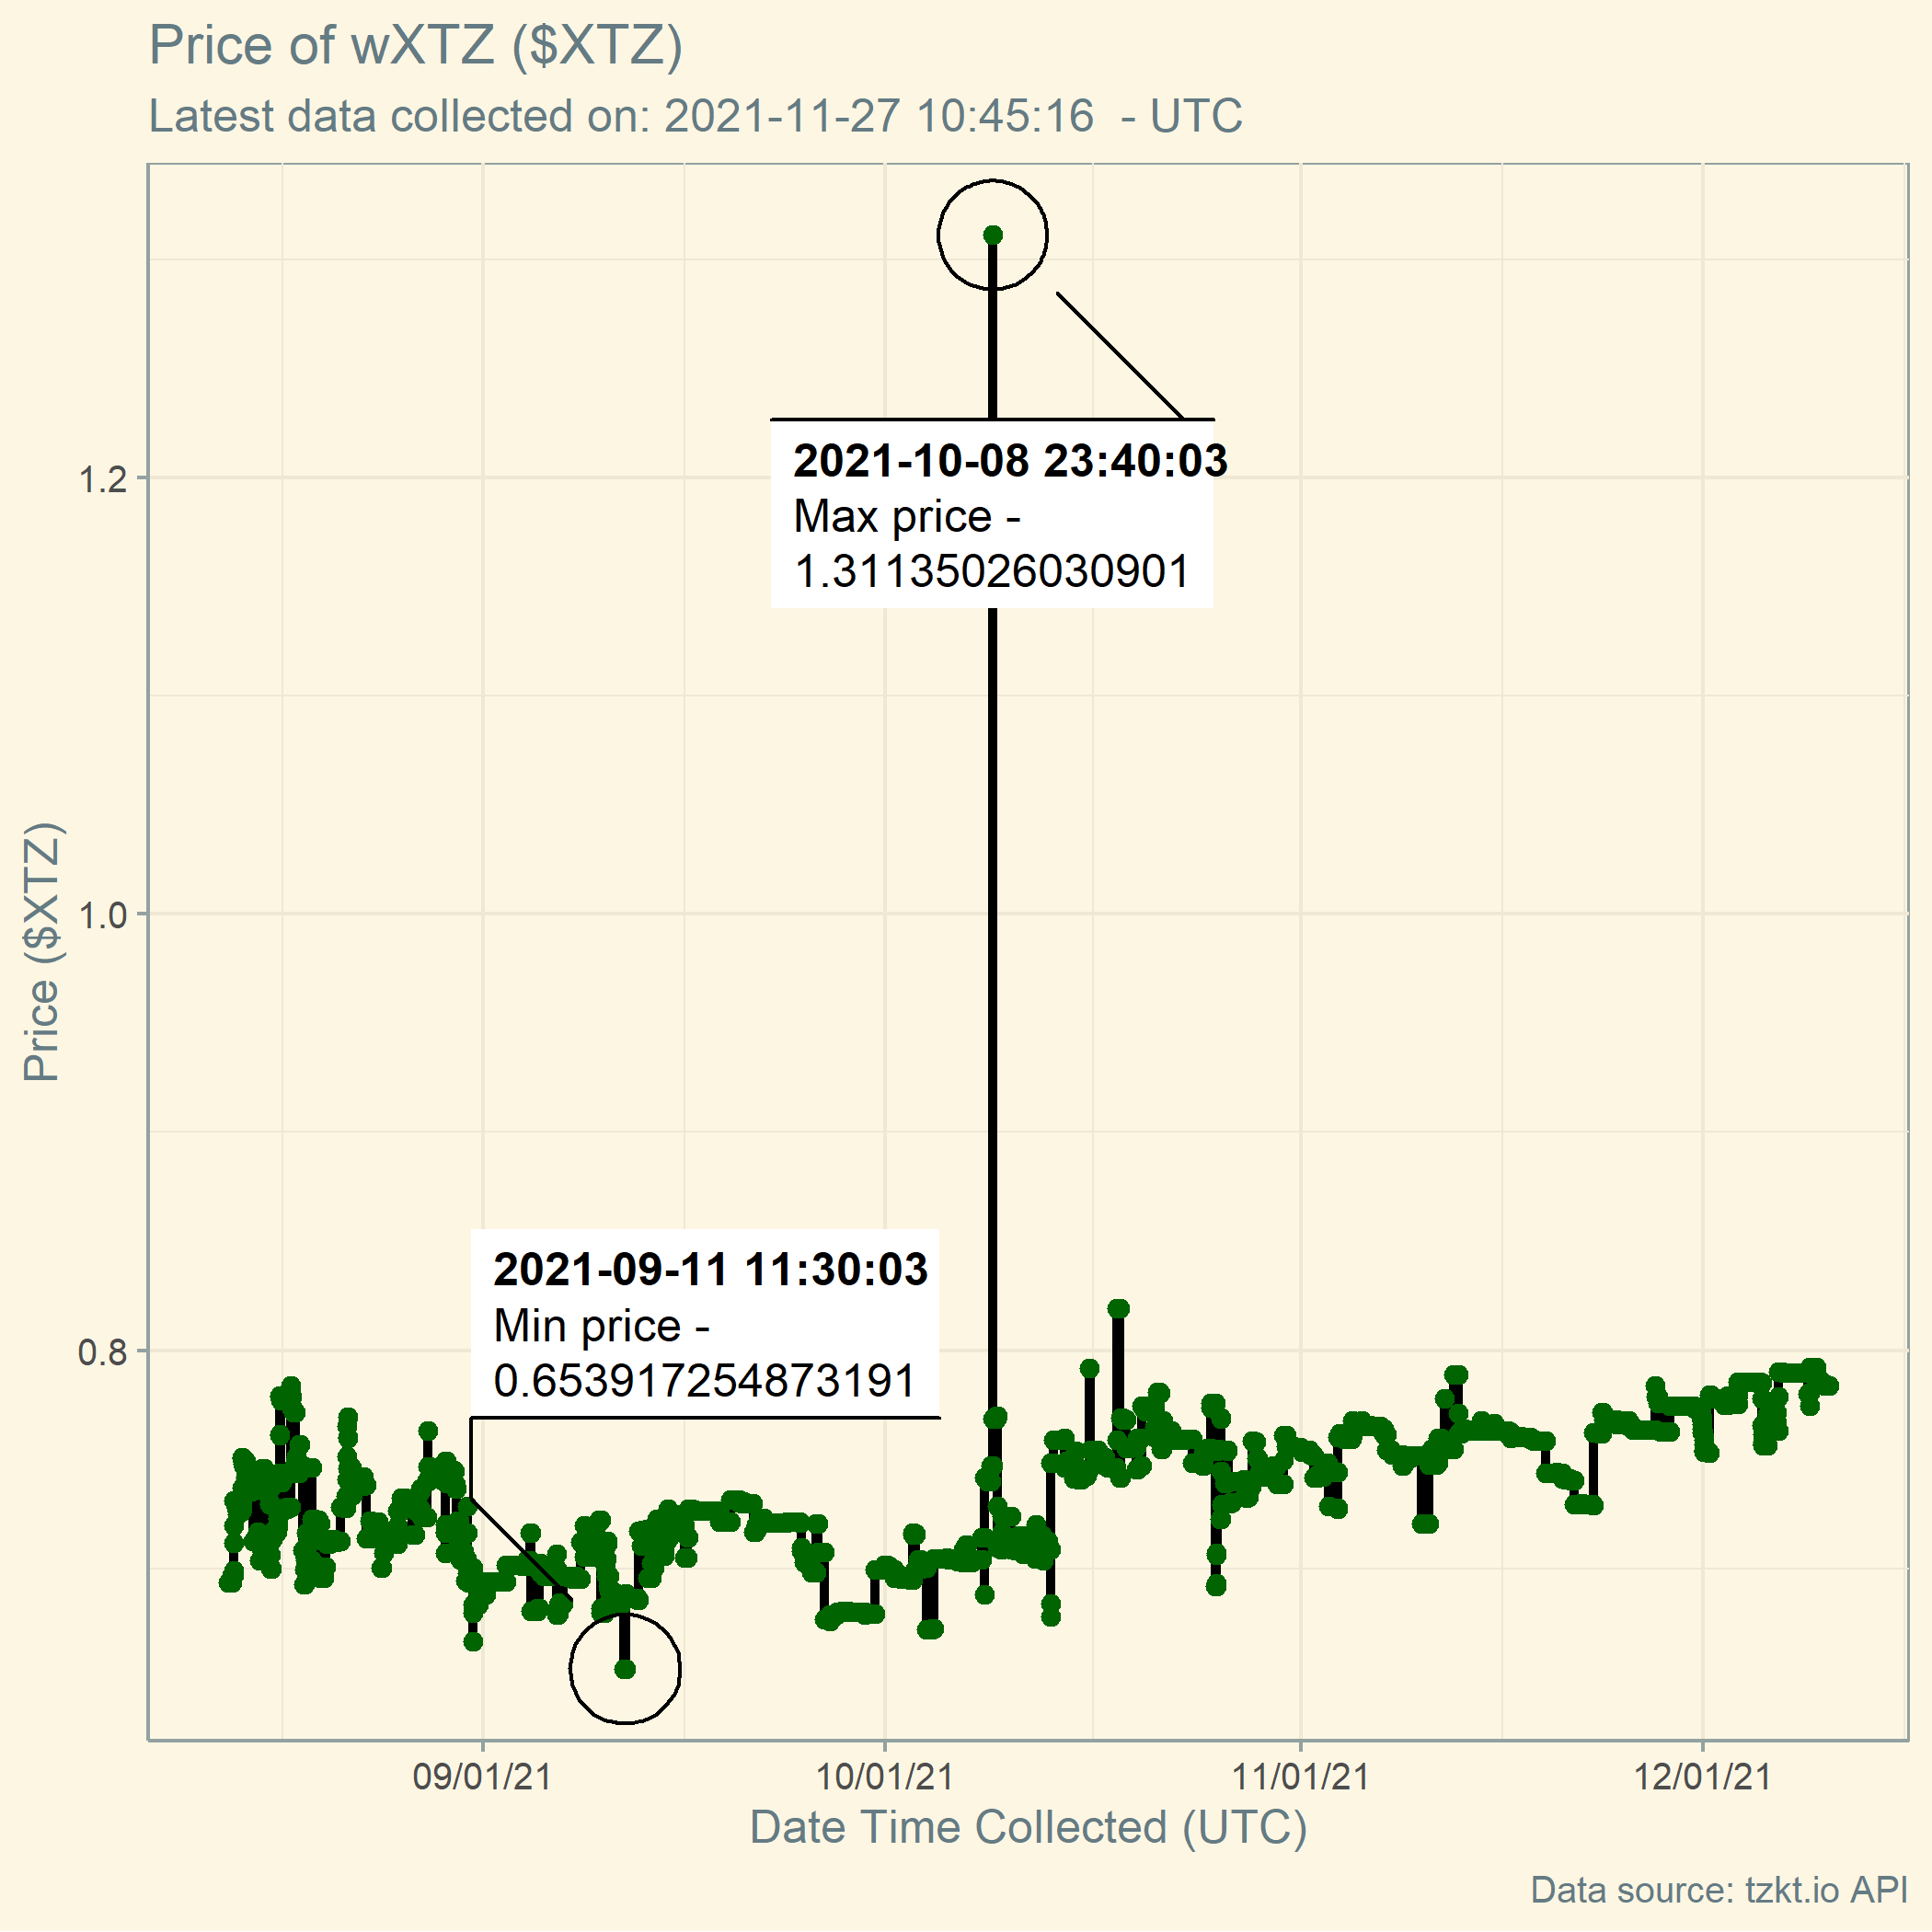 Price of wXTZ ($XTZ)
Latest data collected on: 2021-11-27 10:45:16  - UTC
2021-10-08 23:40:03
Max price -
1.31135026030901
1.2
1.0
0.8
Price ($XTZ)
2021-09-11 11:30:03
Min price -
0.653917254873191
09/01/21
10/01/21
11/01/21
12/01/21
Date Time Collected (UTC)
Data source: tzkt.io API